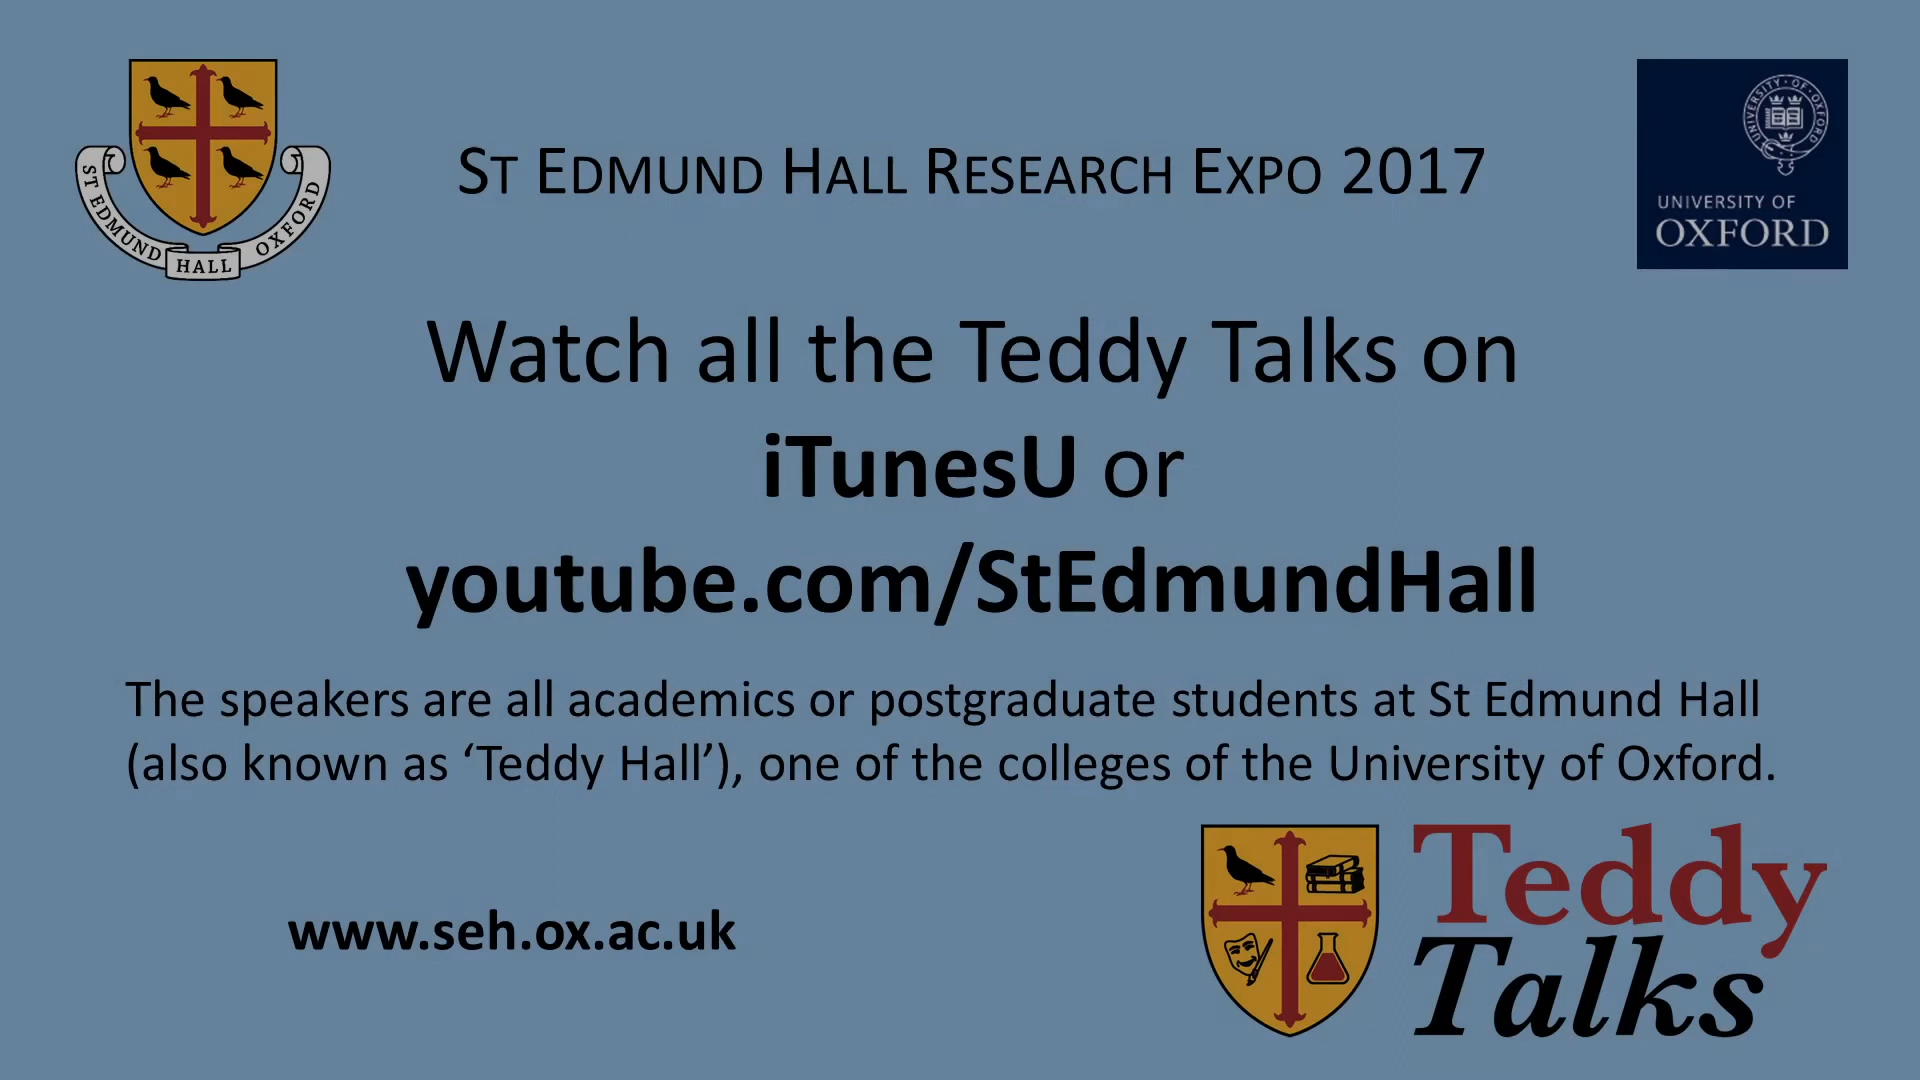 ST EDMUND HALL OXFORD
ST EDMUND HALL RESEARCH EXPO 2017
UNIVERSITY OF OXFORD
UNIVERSITY OF
OXFORD
Watch all the Teddy Talks on
iTunesU or
youtube.com/StEdmundHall
The speakers are all academics or postgraduate students at St Edmund Hall
(also known as ‘Teddy Hall’), one of the colleges of the University of Oxford.
www.seh.ox.ac.uk
Teddy
Talks